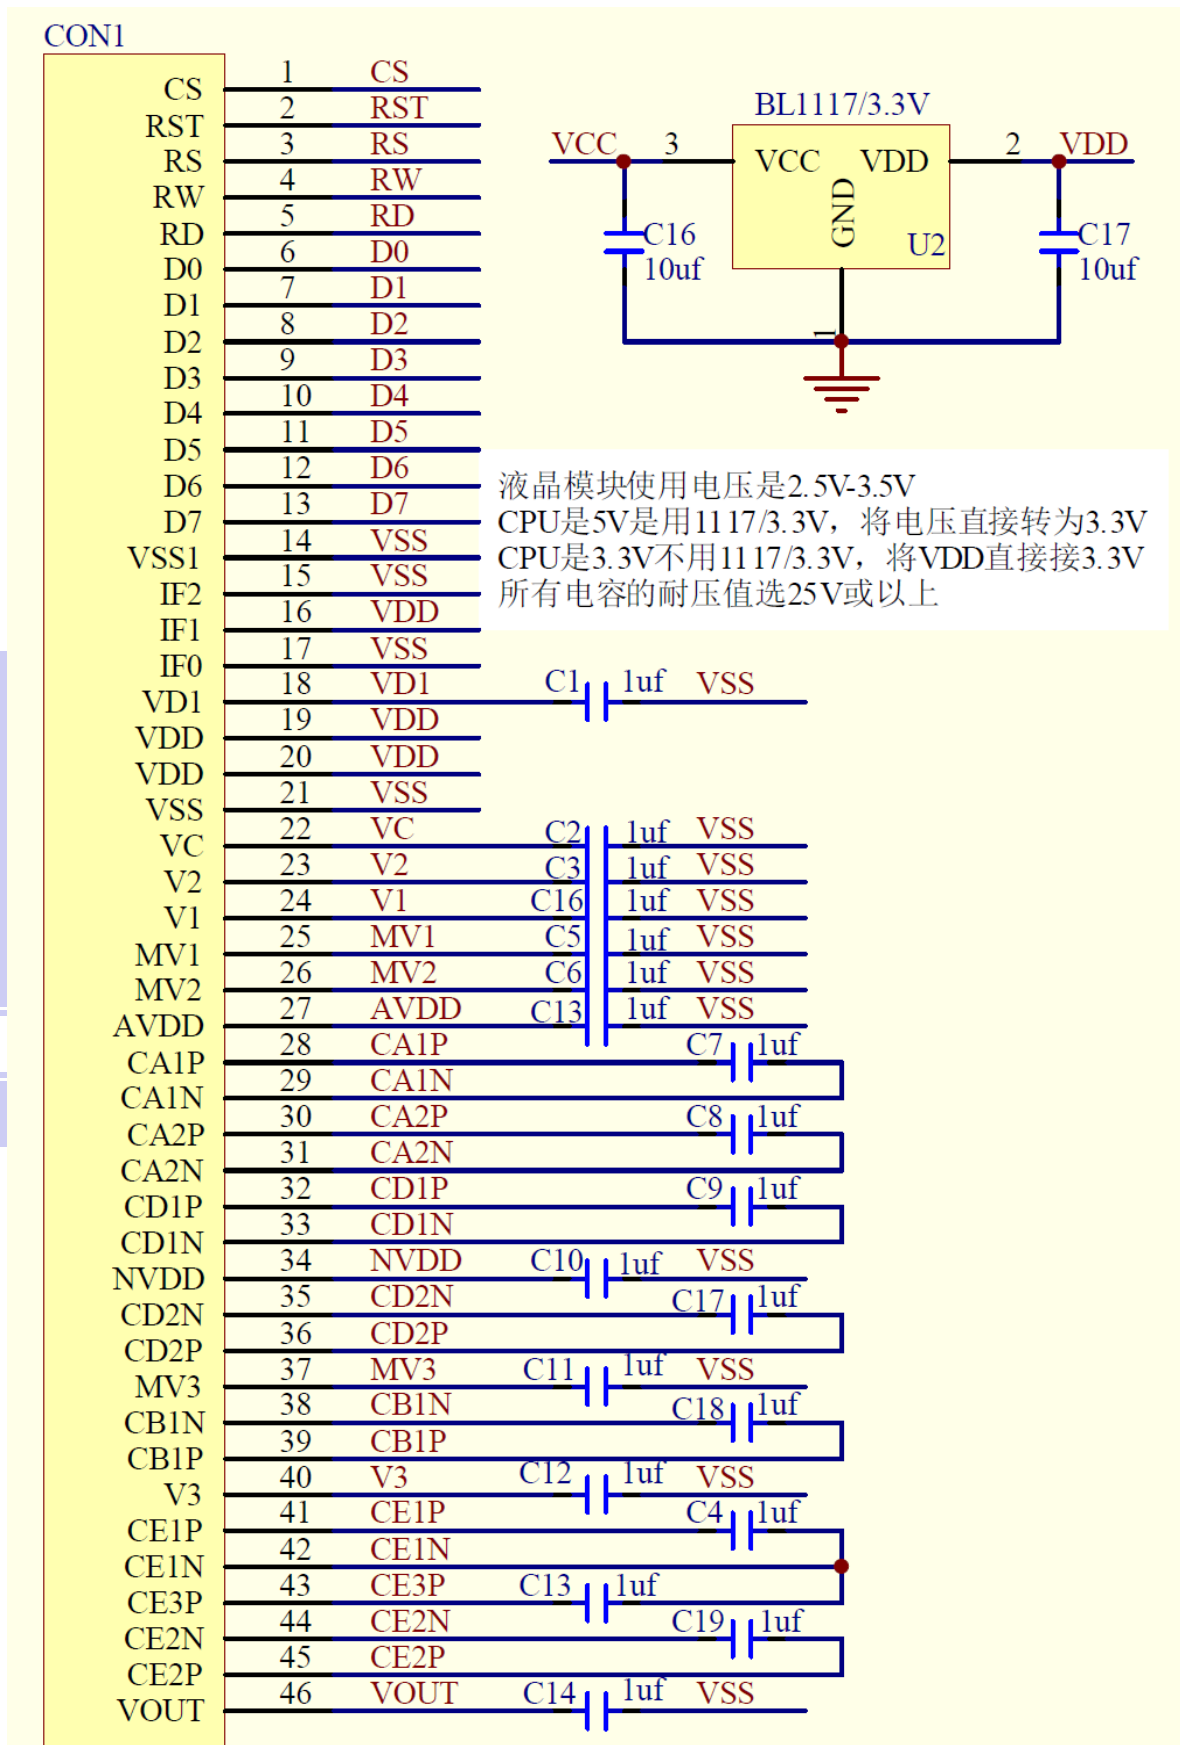 CON1
CS 1 CS
RST 2 RST
RS 3 RS
RW 4 RW
RD 5 RD
D0 6 D0
D1 7 D1
D2 8 D2
D3 9 D3
D4 10 D4
D5 11 D5
D6 12 D6
D7 13 D7
VSS1 14 VSS
IF2 15 VSS
IF1 16 VDD
IF0 17 VSS
VD1 18 VD1 C1 1uf VSS
VDD 19 VDD
VDD 20 VDD
VSS 21 VSS
VC 22 VC C2 1uf VSS
V2 23 V2 C3 1uf VSS
V1 24 V1 C16 1uf VSS
MV1 25 MV1 C5 1uf VSS
MV2 26 MV2 C6 1uf VSS
AVDD 27 AVDD C13 1uf VSS
CA1P 28 CA1P C7 1uf
CA1N 29 CA1N
CA2P 30 CA2P C8 1uf
CA2N 31 CA2N
CD1P 32 CD1P C9 1uf
CD1N 33 CD1N
NVDD 34 NVDD C10 1uf VSS
CD2N 35 CD2N C17 1uf
CD2P 36 CD2P
MV3 37 MV3 C11 1uf VSS
CB1N 38 CB1N C18 1uf
CB1P 39 CB1P
V3 40 V3 C12 1uf VSS
CE1P 41 CE1P C4 1uf
CE1N 42 CE1N
CE3P 43 CE3P C13 1uf
CE2N 44 CE2N C19 1uf
CE2P 45 CE2P
VOUT 46 VOUT C14 1uf VSS
BL1117/3.3V
VCC 3 VCC VDD 2 VDD
GND
U2
C16
10uf
C17
10uf
1
液晶模块使用电压是2.5V-3.5V
CPU是5V是用1117/3.3V，将电压直接转为3.3V
CPU是3.3V不用1117/3.3V，将VDD直接接3.3V
所有电容的耐压值选25V或以上